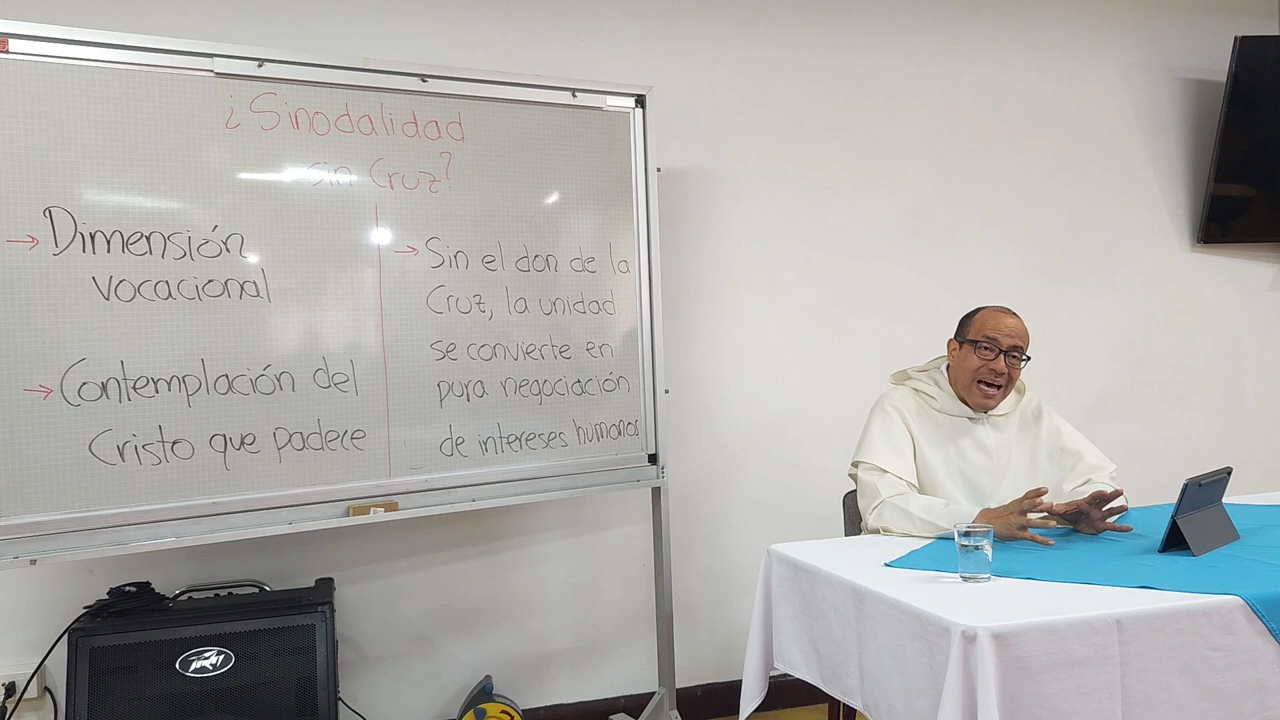 ¿Sinodalidad
sin Cruz?
→ Dimensión
vocacional
→ Contemplación del
Cristo que padece
→ Sin el don de la
Cruz, la unidad
se convierte en
pura negociación
de intereses humanos
PEAVEY